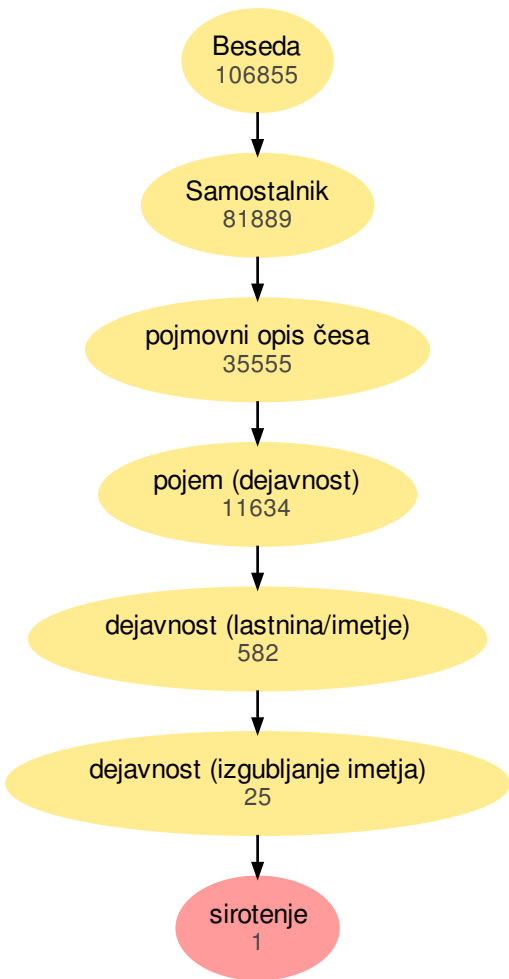 Beseda
106855
Samostalnik
81889
pojmovni opis česa
35555
pojem (dejavnost)
11634
dejavnost (lastnina/imetje)
582
dejavnost (izgubljanje imetja)
25
sirotenje
1